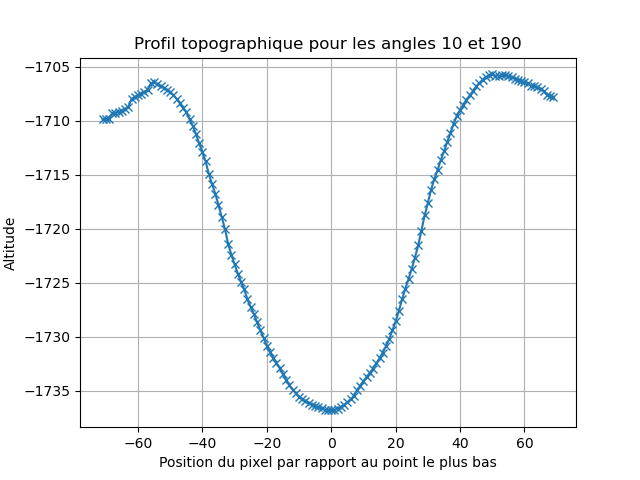 Profil topographique pour les angles 10 et 190
−1705
−1710
−1715
−1720
−1725
−1730
−1735
Altitude
−60 −40 −20 0 20 40 60
Position du pixel par rapport au point le plus bas